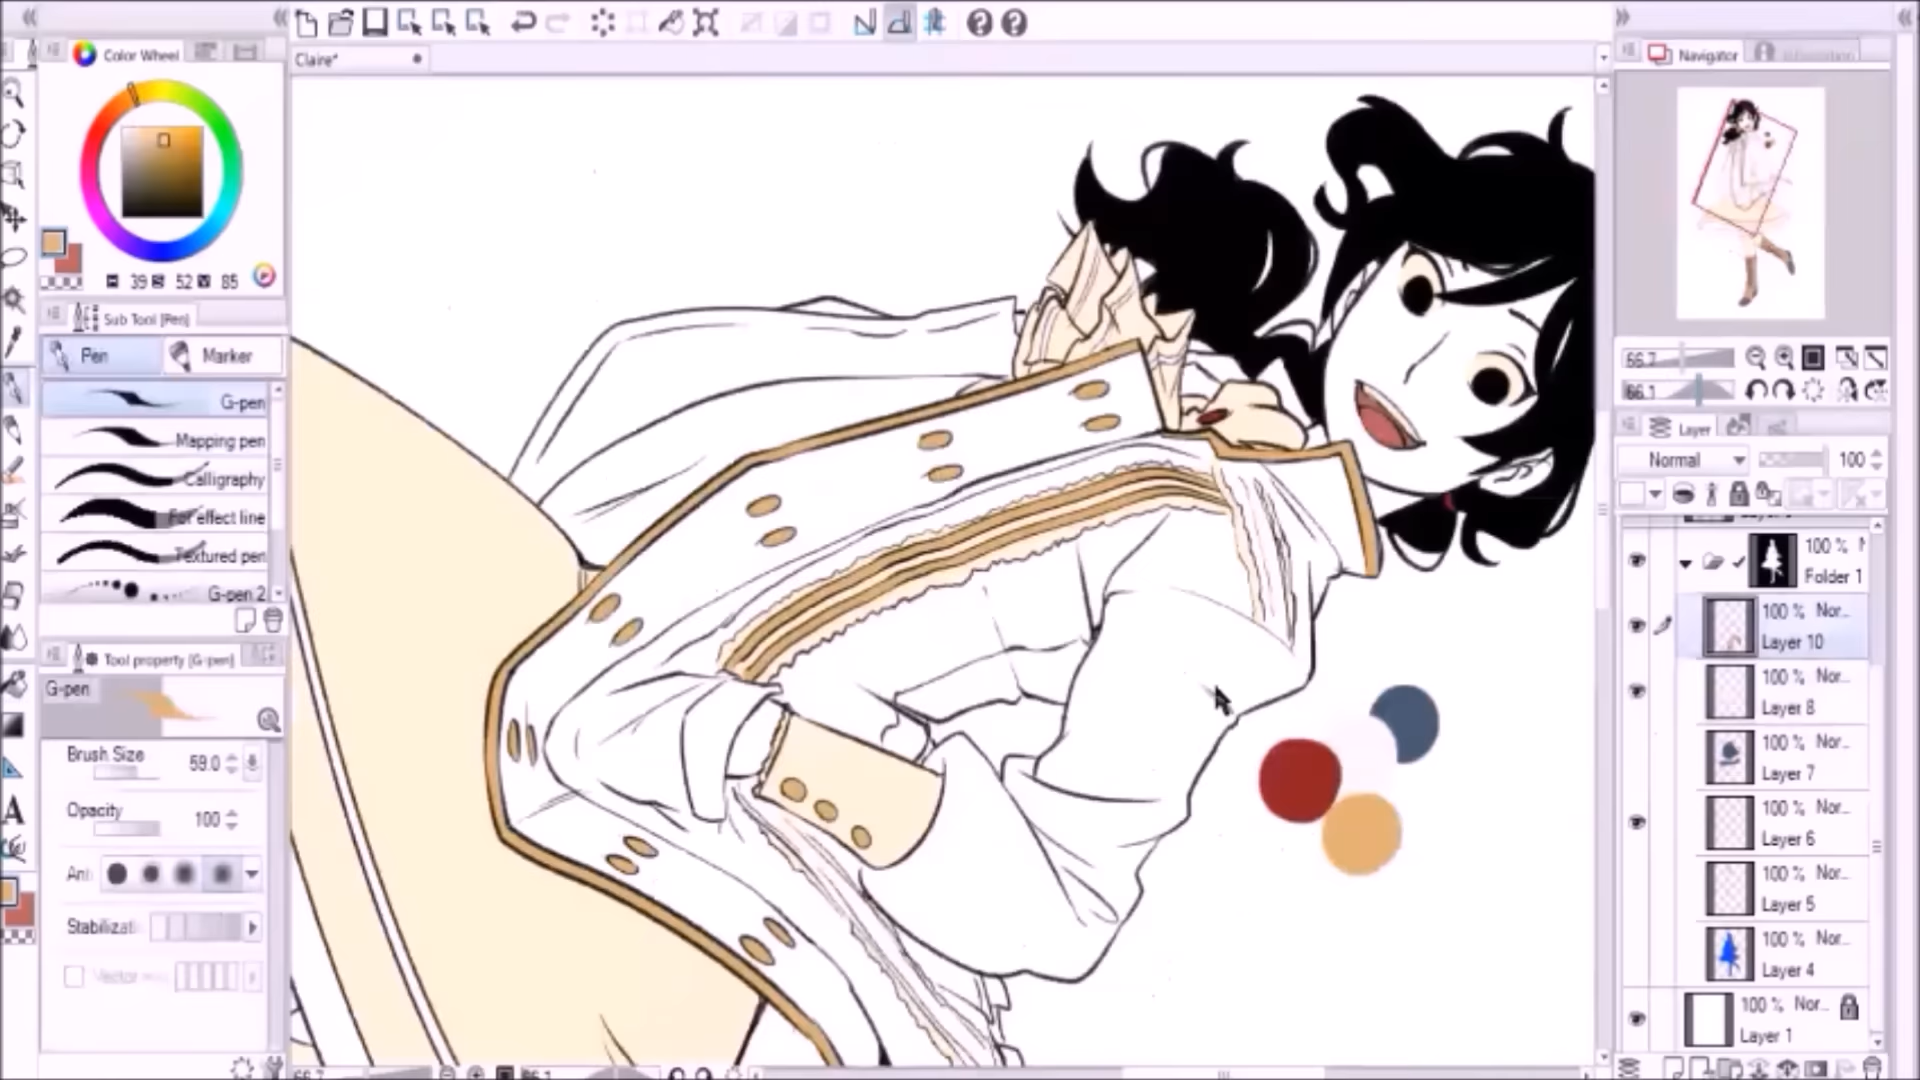 Color Wheel
Claire*
Navigator
39 52 85
Sub Tool [Pen]
Pen
Marker
G-pen
Mapping pen
Calligraphy
For effect line
Textured pen
G-pen 2
Tool property [G-pen]
G-pen
Brush Size 59.0
Opacity 100
Stabilizati
66.7
66.1
Layer
Normal 100
100 %
Folder 1
100 % Nor...
Layer 10
100 % Nor...
Layer 8
100 % Nor...
Layer 7
100 % Nor...
Layer 6
100 % Nor...
Layer 5
100 % Nor...
Layer 4
100 % Nor...
Layer 1